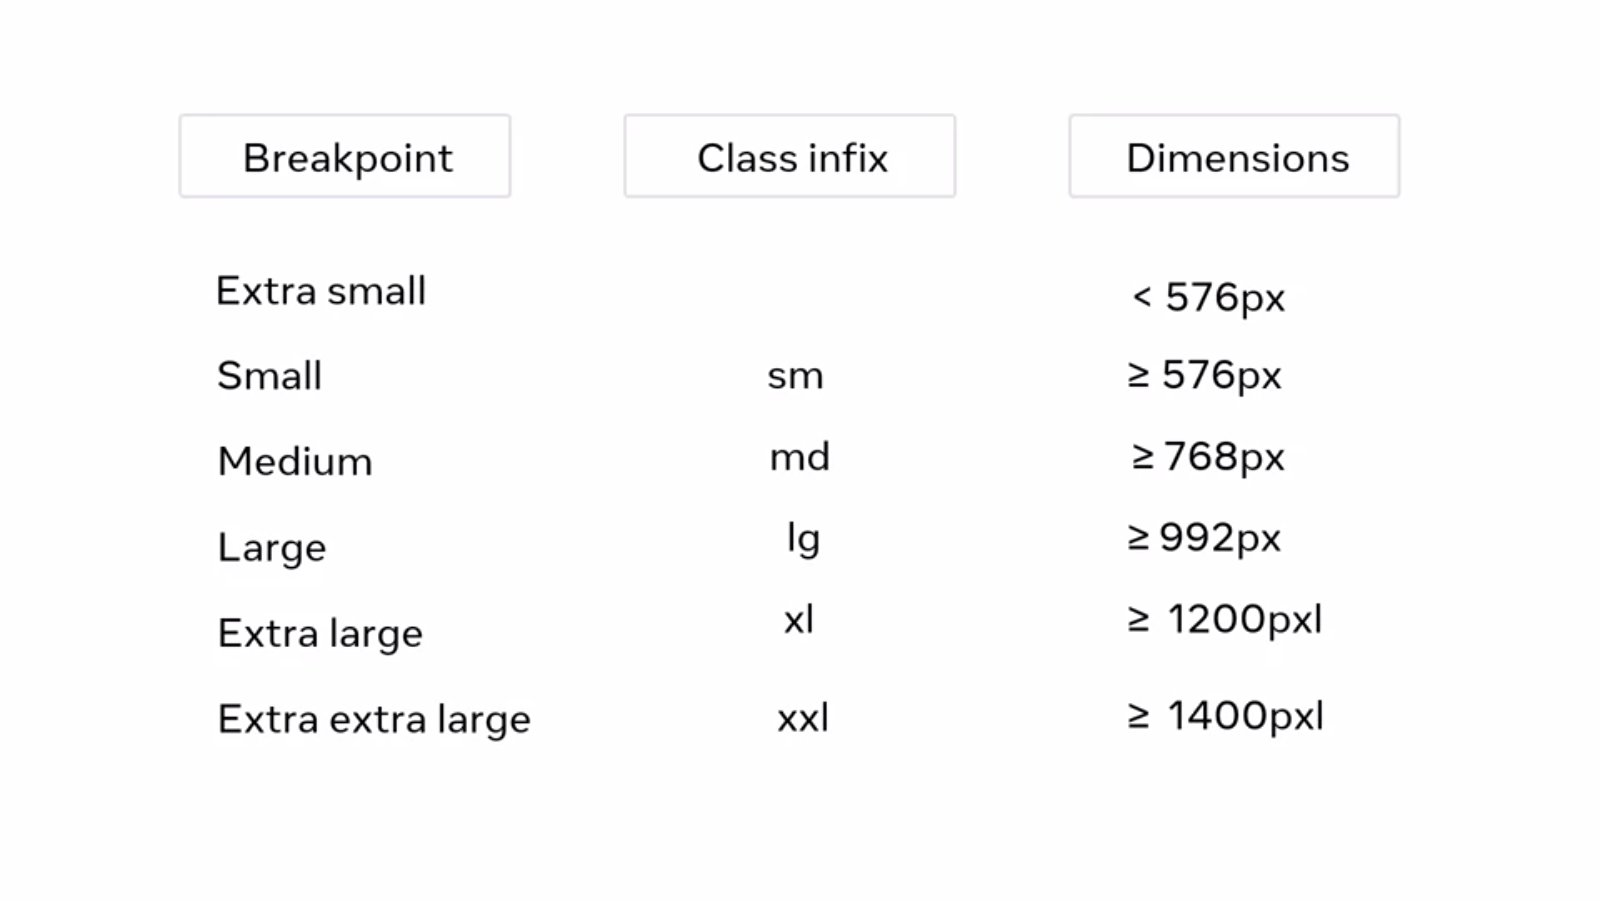 Breakpoint Class infix Dimensions
Extra small < 576px
Small sm ≥ 576px
Medium md ≥ 768px
Large lg ≥ 992px
Extra large xl ≥ 1200pxl
Extra extra large xxl ≥ 1400pxl